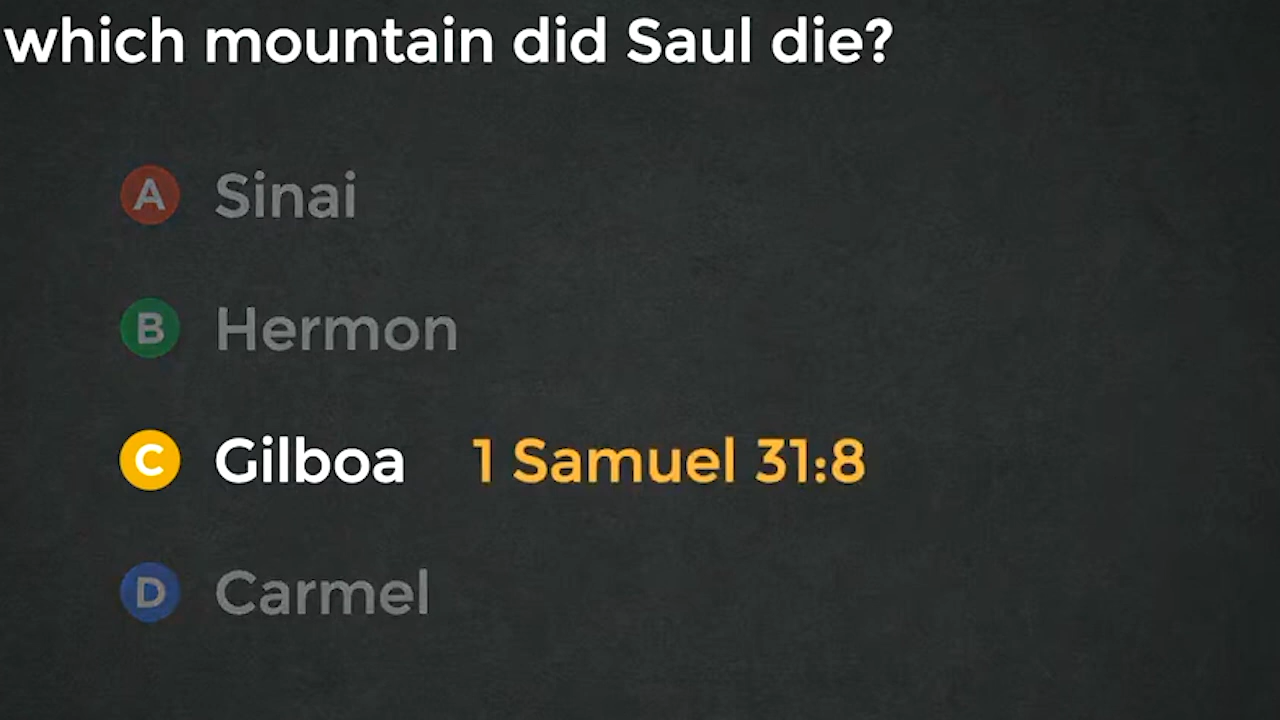 which mountain did Saul die?
A Sinai
B Hermon
C Gilboa 1 Samuel 31:8
D Carmel